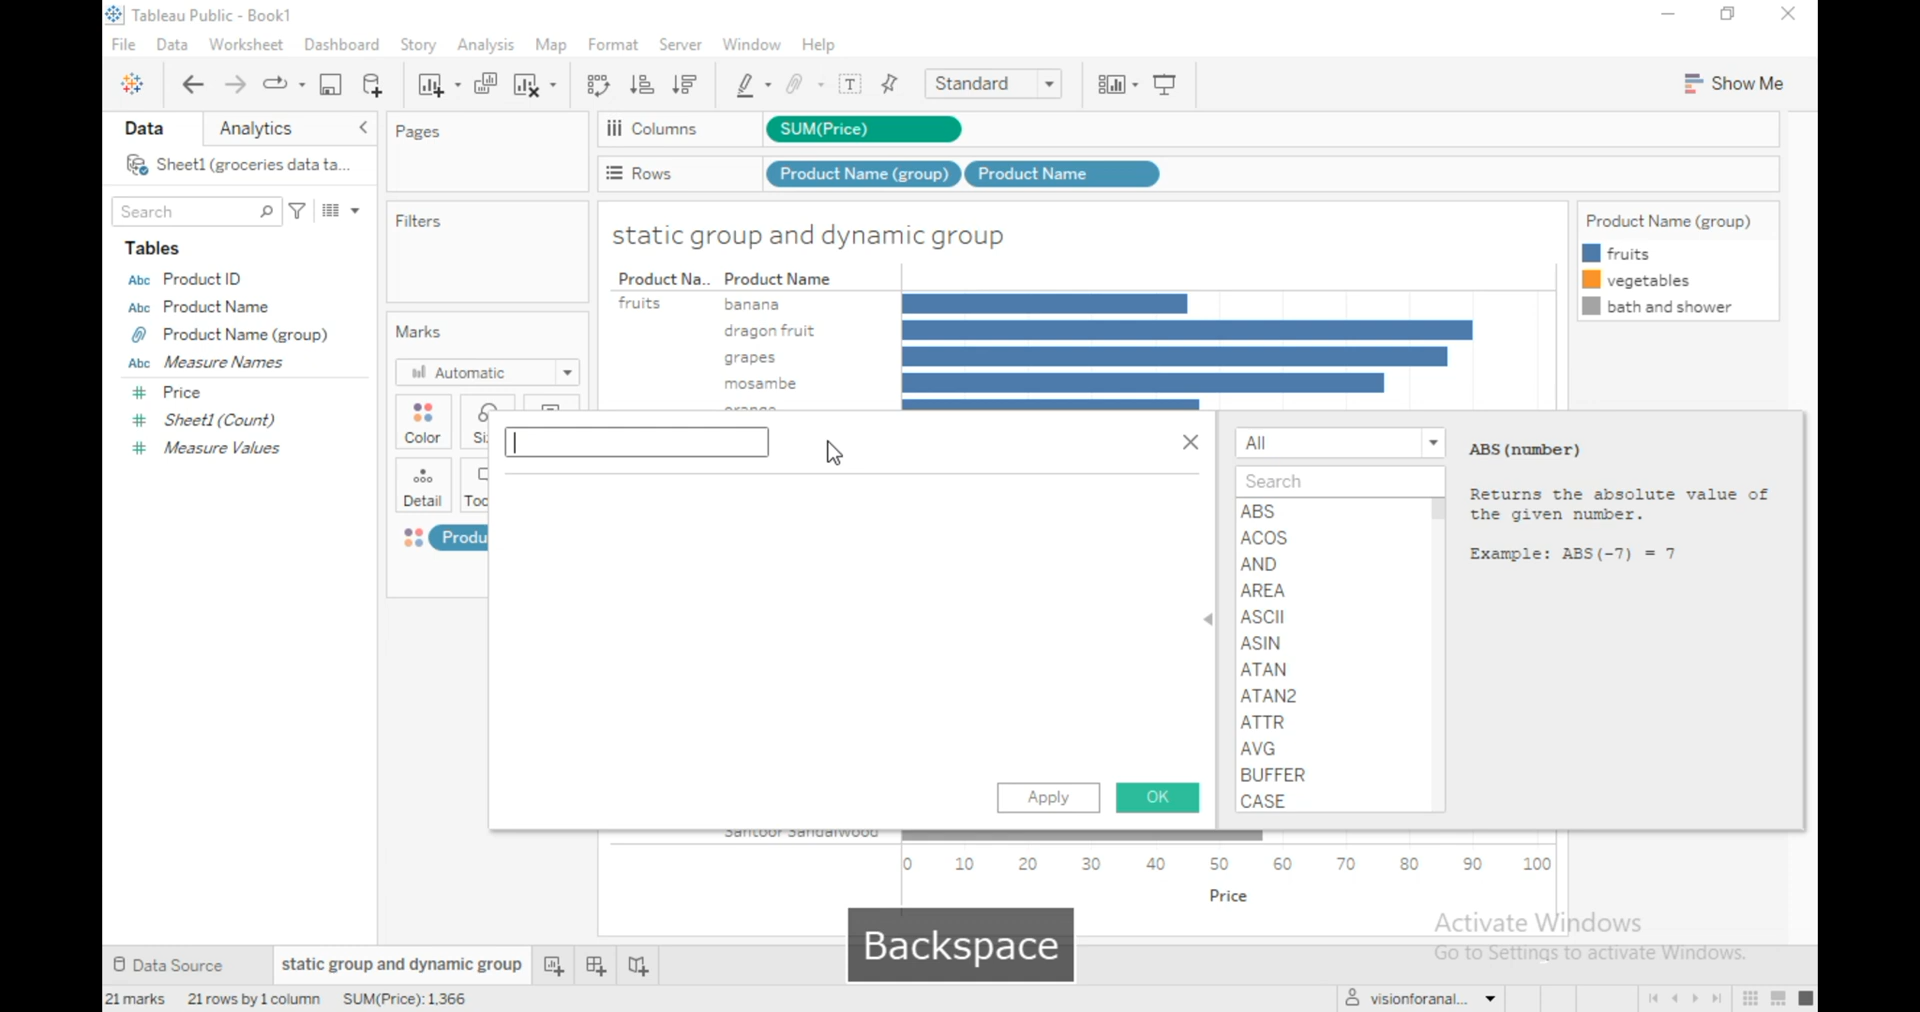 Tableau Public - Book1
File Data Worksheet Dashboard Story Analysis Map Format Server Window Help
Standard
Show Me
Data
Analytics
Sheet1 (groceries data ta...
Search
Tables
Abc Product ID
Abc Product Name
Product Name (group)
Abc Measure Names
# Price
# Sheet1 (Count)
# Measure Values
Pages
Filters
Marks
Automatic
Color
Detail
Produ
Columns
SUM(Price)
Rows
Product Name (group)
Product Name
static group and dynamic group
Product Na.. Product Name
fruits
banana
dragon fruit
grapes
mosambe
orange
Santoor Sandalwood
0 10 20 30 40 50 60 70 80 90 100
Price
Product Name (group)
fruits
vegetables
bath and shower
Apply
OK
All
Search
ABS
ACOS
AND
AREA
ASCII
ASIN
ATAN
ATAN2
ATTR
AVG
BUFFER
CASE
ABS(number)
Returns the absolute value of
the given number.
Example: ABS(-7) = 7
Backspace
Activate Windows
Go to Settings to activate Windows.
Data Source
static group and dynamic group
21 marks 21 rows by 1 column SUM(Price): 1,366
visionforanal...